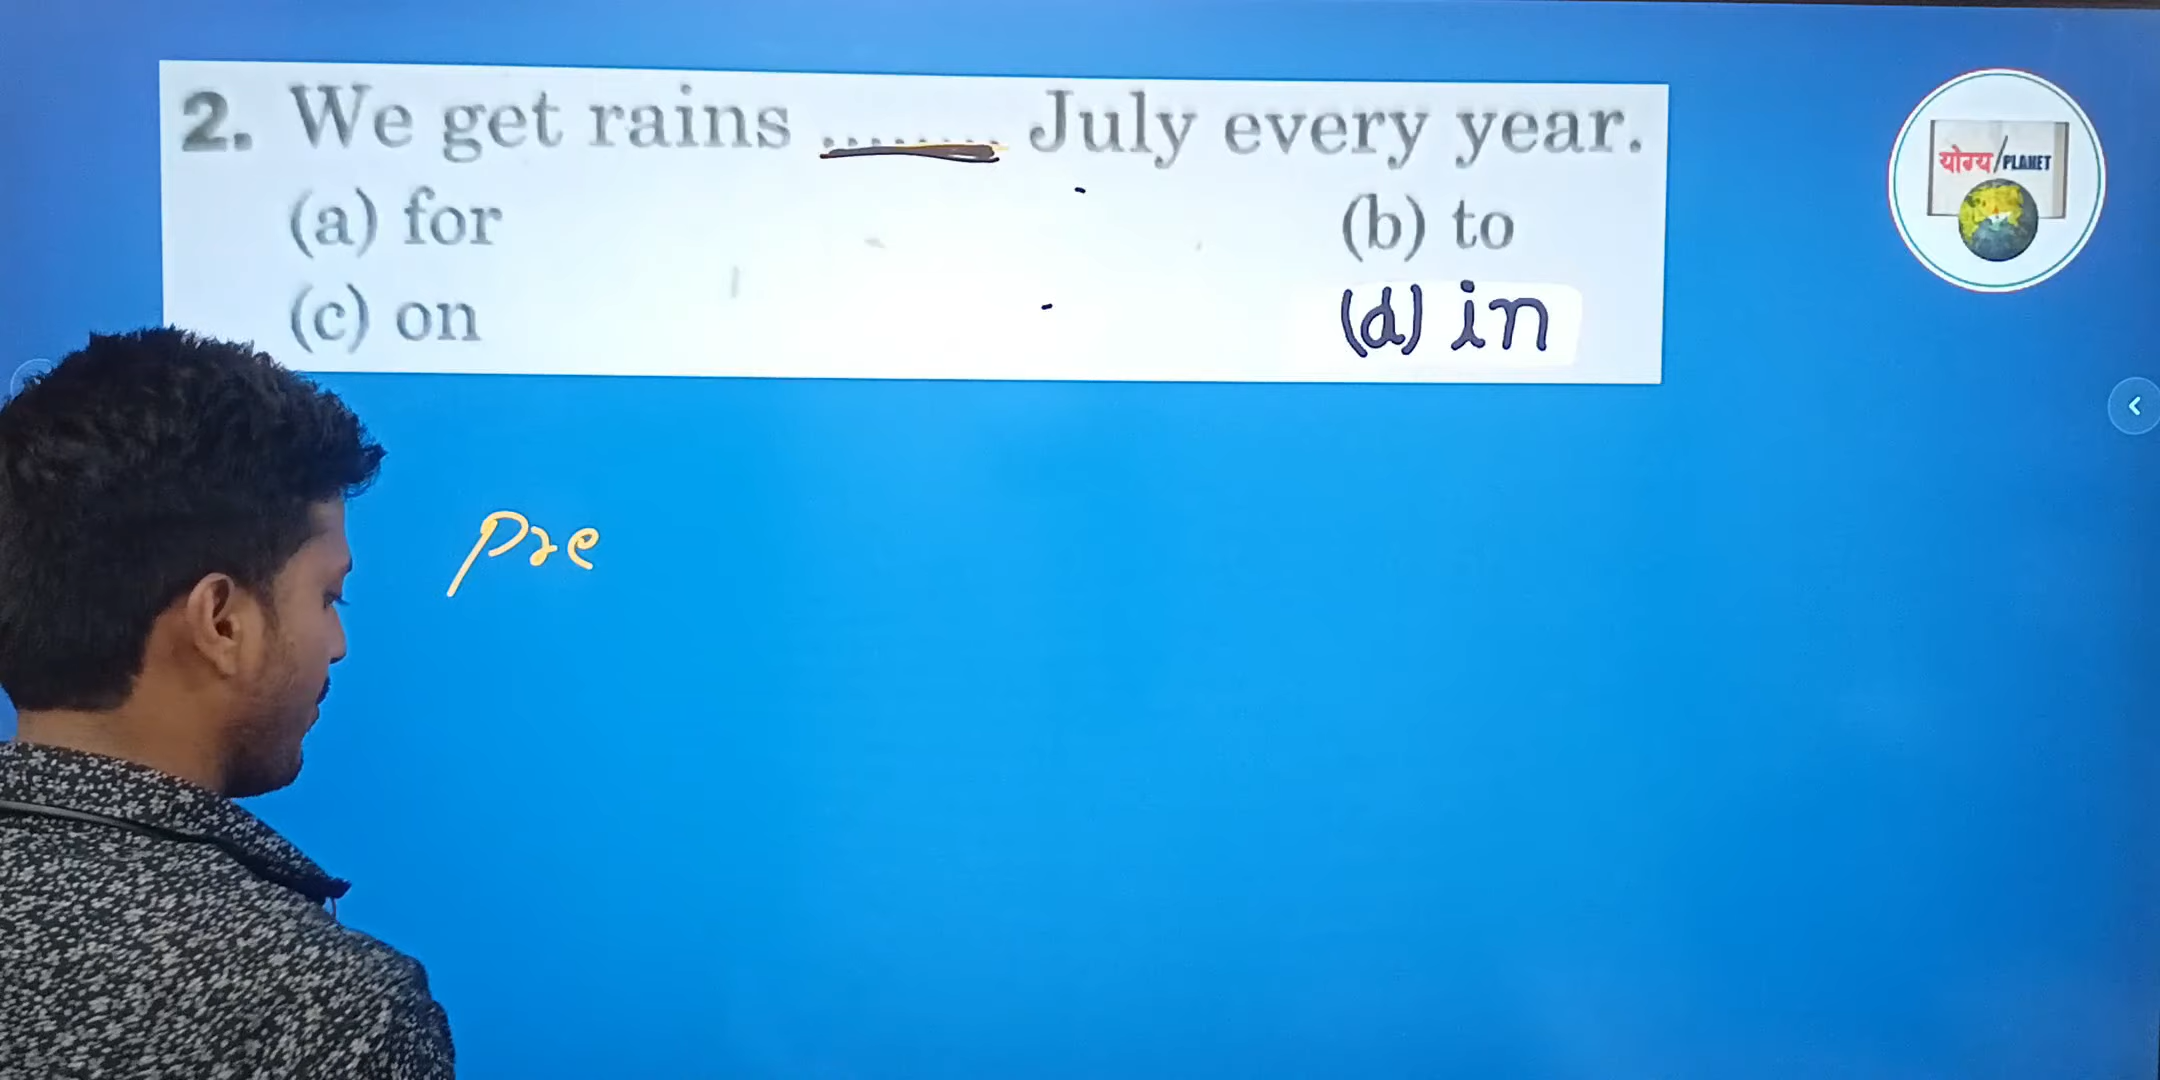 2. We get rains ........ July every year.
(a) for (b) to
(c) on (d) in
pre
योग्य/PLANET